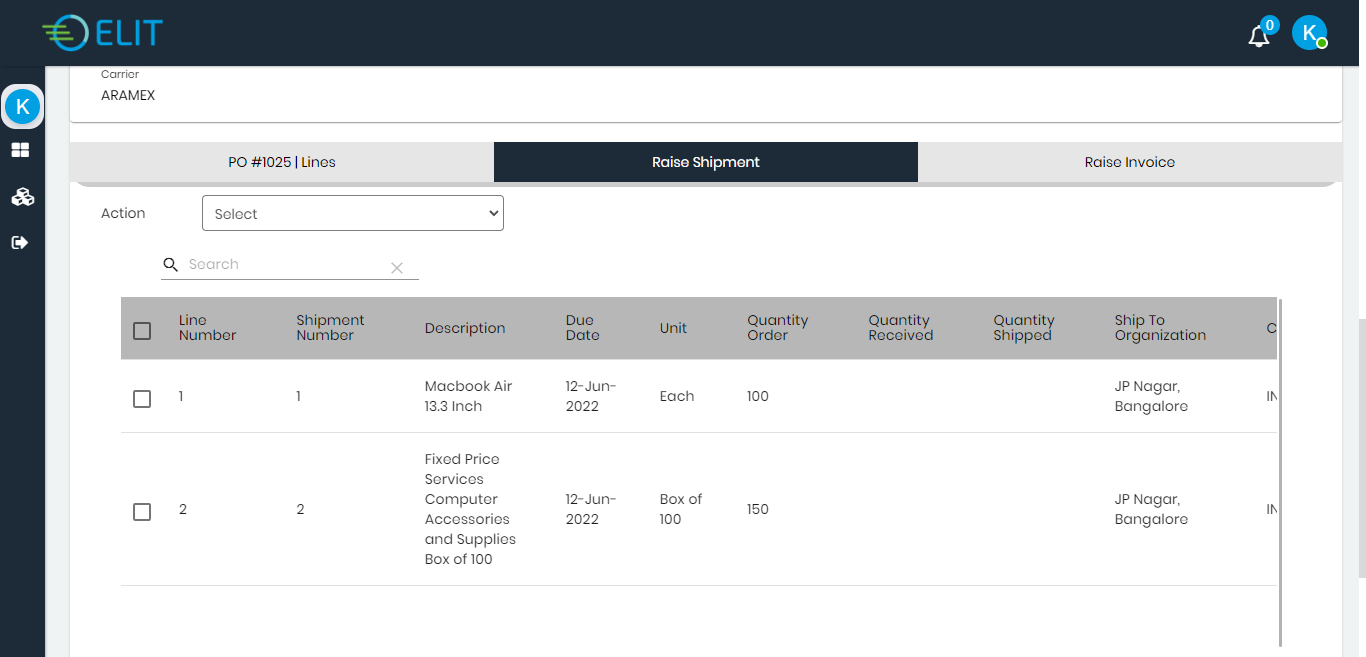 ELIT
0
K
K
Carrier
ARAMEX
PO #1025 | Lines
Raise Shipment
Raise Invoice
Action
Select
Search
Line Number
Shipment Number
Description
Due Date
Unit
Quantity Order
Quantity Received
Quantity Shipped
Ship To Organization
1
1
Macbook Air
13.3 Inch
12-Jun-
2022
Each
100
JP Nagar,
Bangalore
2
2
Fixed Price
Services
Computer
Accessories
and Supplies
Box of 100
12-Jun-
2022
Box of
100
150
JP Nagar,
Bangalore